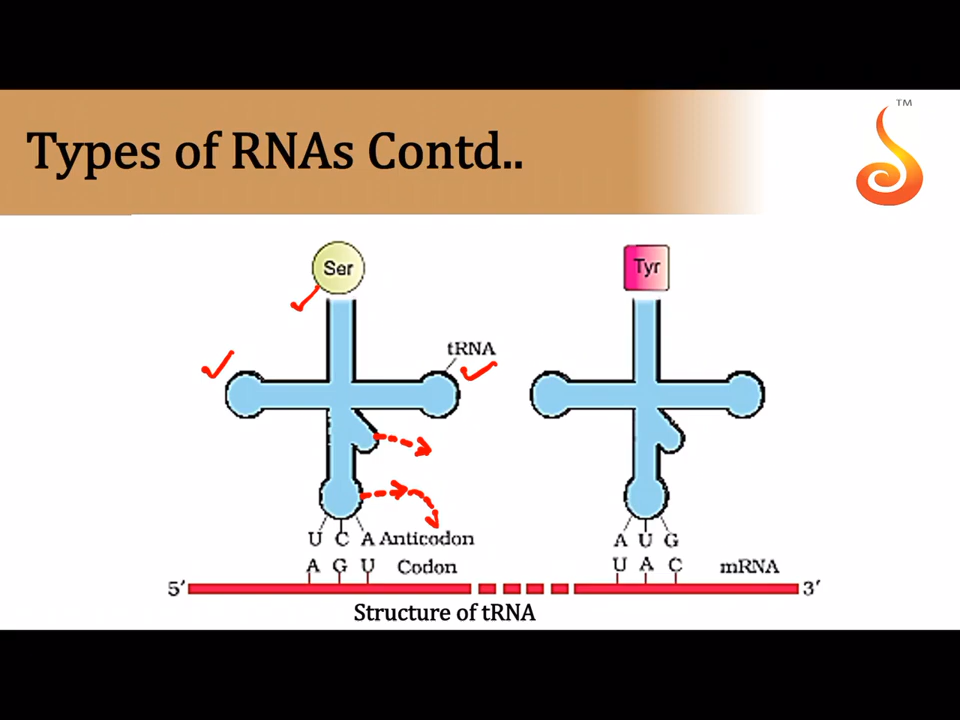 TM
Types of RNAs Contd..
Ser
Tyr
tRNA
U C A Anticodon
A U G
A G U Codon
U A C mRNA
5′ 3′
Structure of tRNA